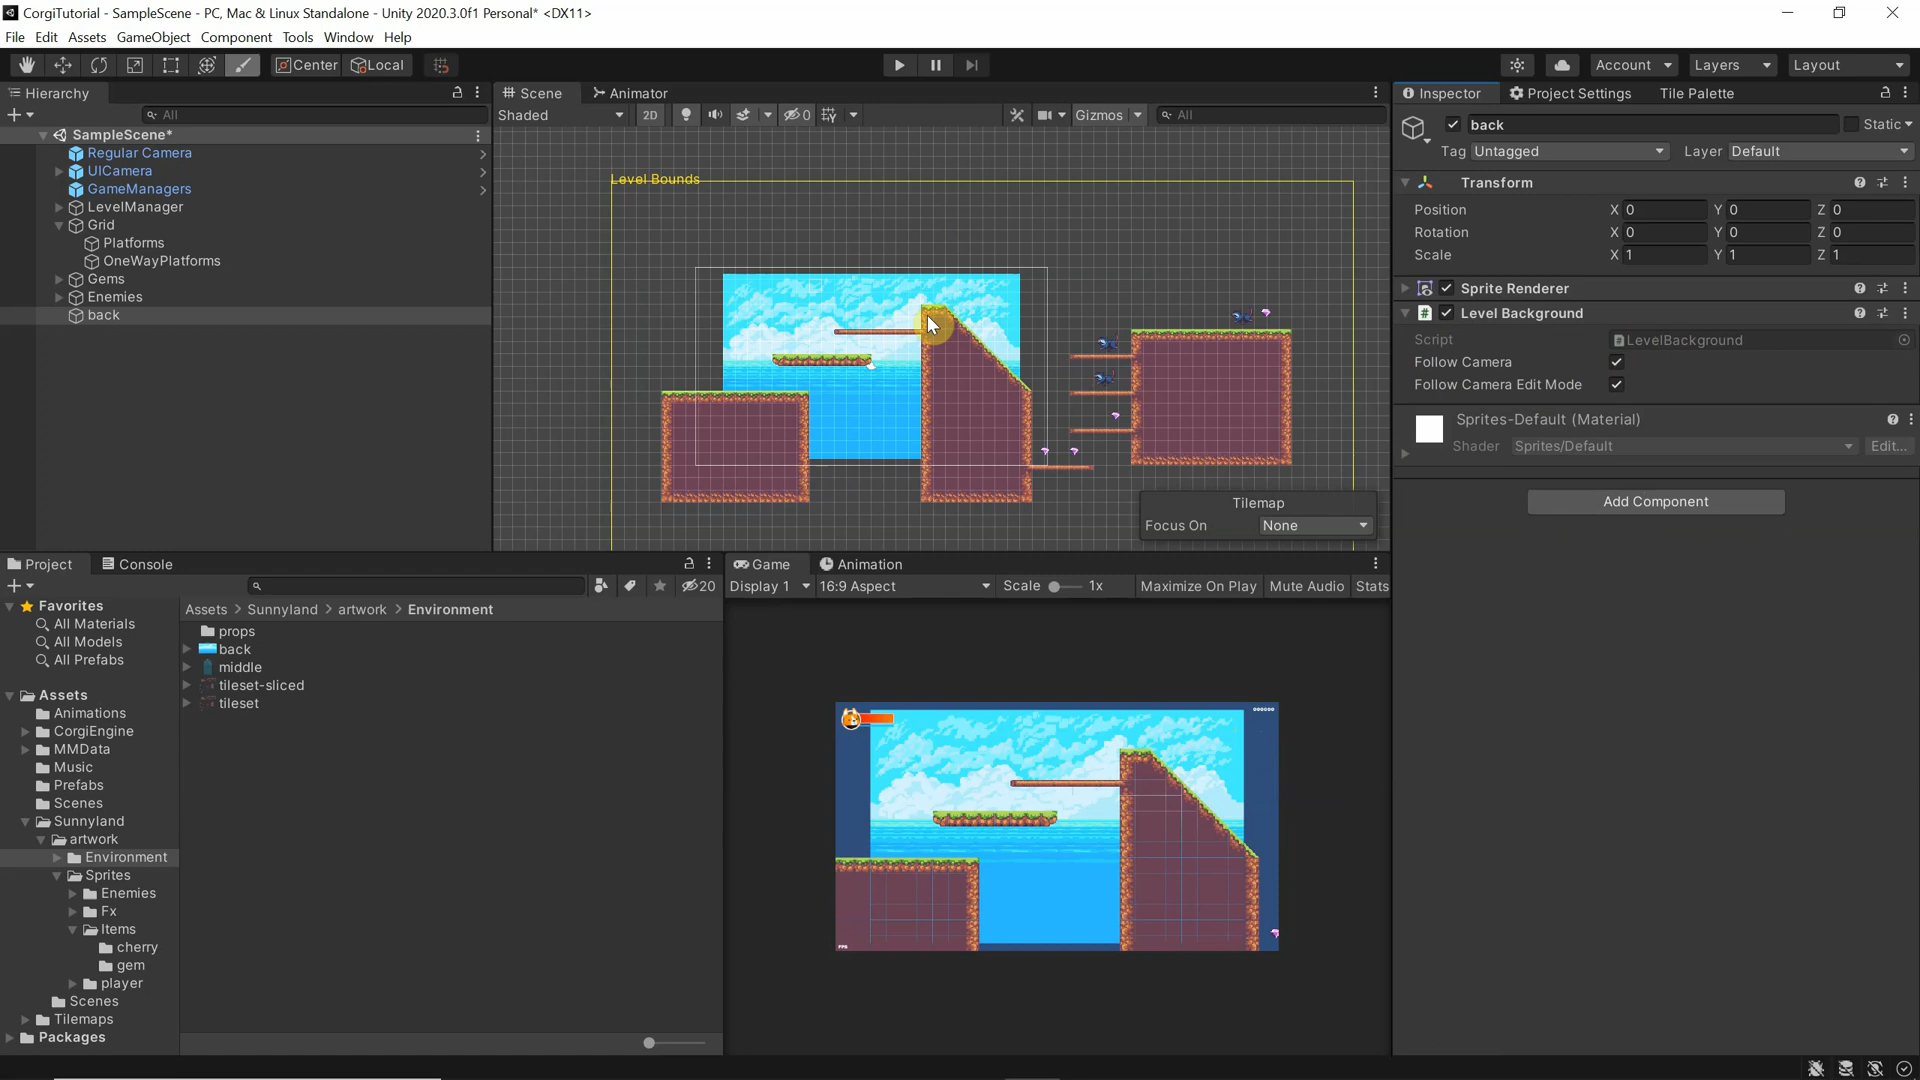 CorgiTutorial - SampleScene - PC, Mac & Linux Standalone - Unity 2020.3.0f1 Personal* <DX11>
File Edit Assets GameObject Component Tools Window Help
Center Local Account Layers Layout
Hierarchy
All
SampleScene*
Regular Camera
UICamera
GameManagers
LevelManager
Grid
Platforms
OneWayPlatforms
Gems
Enemies
back
Scene Animator
Shaded 2D 0 Gizmos All
Level Bounds
Tilemap
Focus On None
Inspector Project Settings Tile Palette
back Static
Tag Untagged Layer Default
Transform
Position X 0 Y 0 Z 0
Rotation X 0 Y 0 Z 0
Scale X 1 Y 1 Z 1
Sprite Renderer
# Level Background
Script LevelBackground
Follow Camera
Follow Camera Edit Mode
Sprites-Default (Material)
Shader Sprites/Default Edit...
Add Component
Project Console
20
Favorites
All Materials
All Models
All Prefabs
Assets
Animations
CorgiEngine
MMData
Music
Prefabs
Scenes
Sunnyland
artwork
Environment
Sprites
Enemies
Fx
Items
cherry
gem
player
Scenes
Tilemaps
Packages
Assets > Sunnyland > artwork > Environment
props
back
middle
tileset-sliced
tileset
Game Animation
Display 1 16:9 Aspect Scale 1x Maximize On Play Mute Audio Stats
000000
FPS